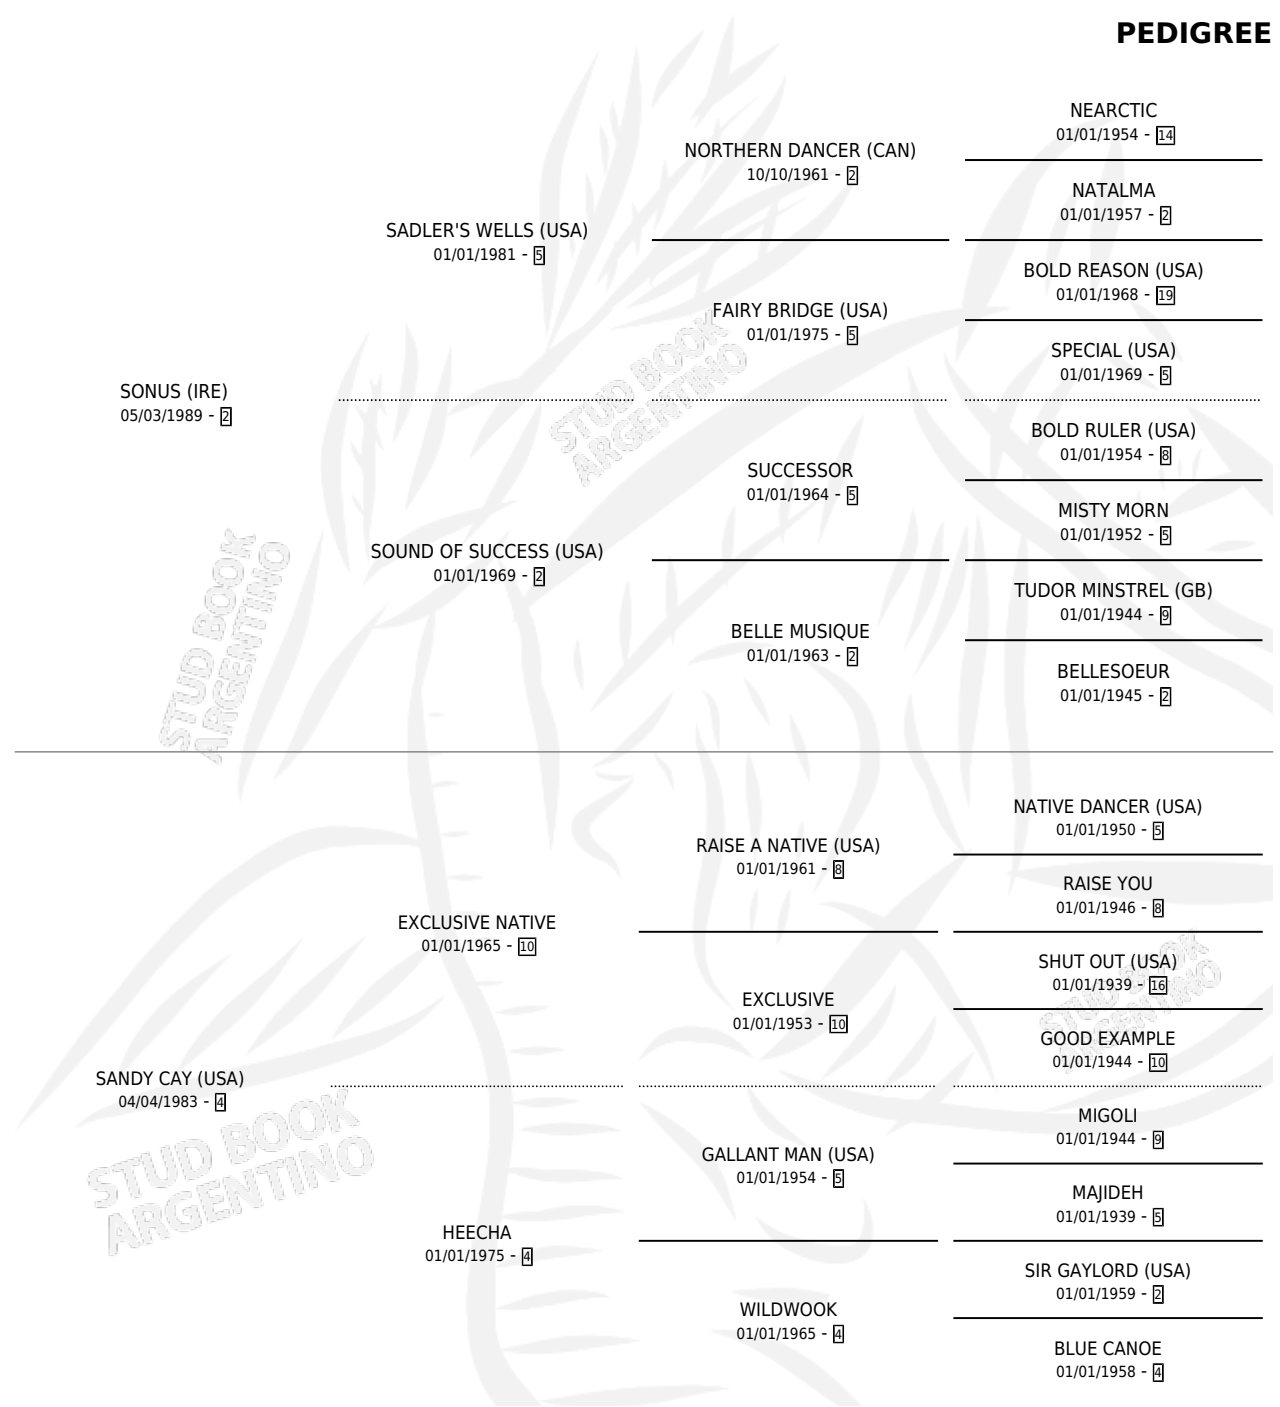 PEDIGREE
NEARCTIC
01/01/1954 - 14
NORTHERN DANCER (CAN)
10/10/1961 - 2
NATALMA
01/01/1957 - 2
SADLER'S WELLS (USA)
01/01/1981 - 5
BOLD REASON (USA)
01/01/1968 - 19
FAIRY BRIDGE (USA)
01/01/1975 - 5
SPECIAL (USA)
01/01/1969 - 5
SONUS (IRE)
05/03/1989 - 2
BOLD RULER (USA)
01/01/1954 - 8
SUCCESSOR
01/01/1964 - 5
MISTY MORN
01/01/1952 - 5
SOUND OF SUCCESS (USA)
01/01/1969 - 2
TUDOR MINSTREL (GB)
01/01/1944 - 9
BELLE MUSIQUE
01/01/1963 - 2
BELLESOEUR
01/01/1945 - 2
NATIVE DANCER (USA)
01/01/1950 - 5
RAISE A NATIVE (USA)
01/01/1961 - 8
RAISE YOU
01/01/1946 - 8
EXCLUSIVE NATIVE
01/01/1965 - 10
SHUT OUT (USA)
01/01/1939 - 16
EXCLUSIVE
01/01/1953 - 10
GOOD EXAMPLE
01/01/1944 - 10
SANDY CAY (USA)
04/04/1983 - 4
MIGOLI
01/01/1944 - 9
GALLANT MAN (USA)
01/01/1954 - 5
MAJIDEH
01/01/1939 - 5
HEECHA
01/01/1975 - 4
SIR GAYLORD (USA)
01/01/1959 - 2
WILDWOOK
01/01/1965 - 4
BLUE CANOE
01/01/1958 - 4
STUD BOOK
ARGENTINO
STUD BOOK
ARGENTINO
STUD BOOK
ARGENTINO
STUD BOOK
ARGENTINO